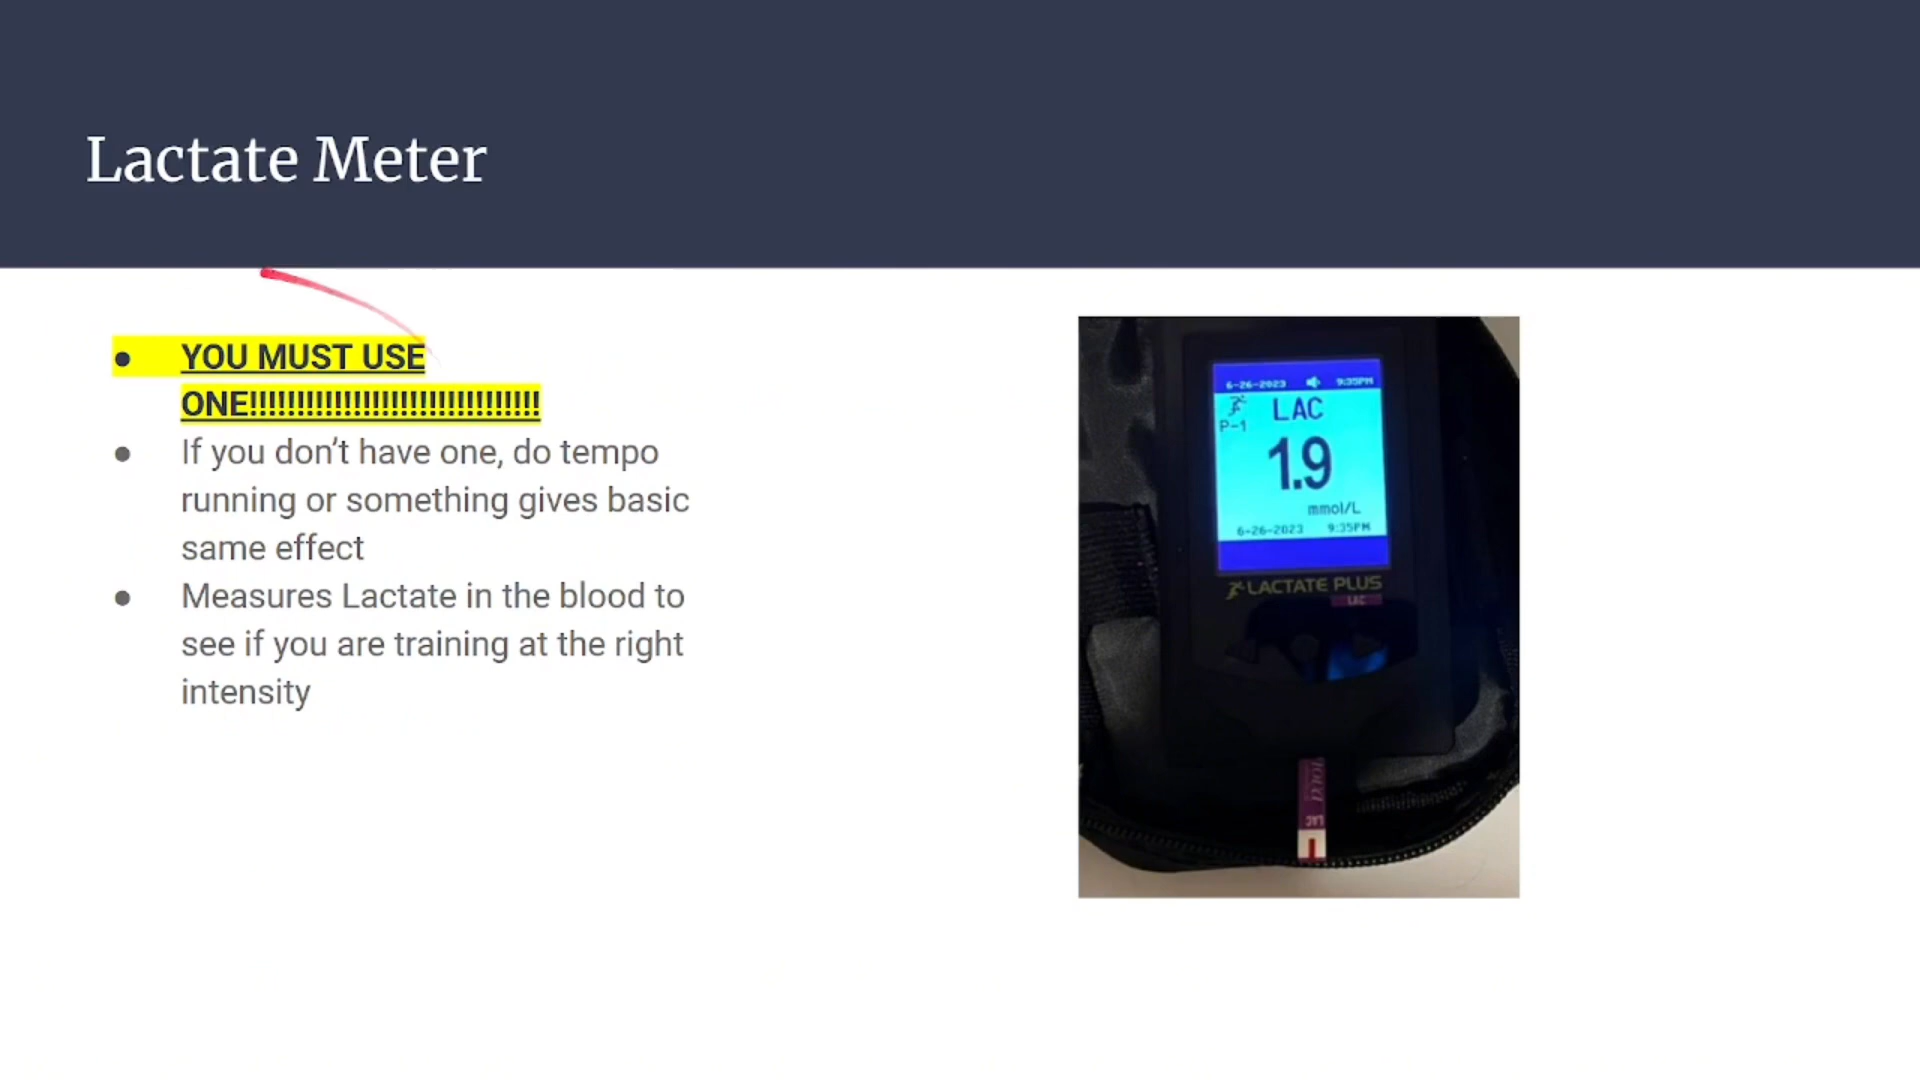 Lactate Meter
● YOU MUST USE
ONE!!!!!!!!!!!!!!!!!!!!!!!!!!!!!!!
● If you don’t have one, do tempo
running or something gives basic
same effect
● Measures Lactate in the blood to
see if you are training at the right
intensity
6-26-2023 9:35PM
LAC
P-1
1.9
mmol/L
6-26-2023 9:35PM
LACTATE PLUS
LAC
LAC